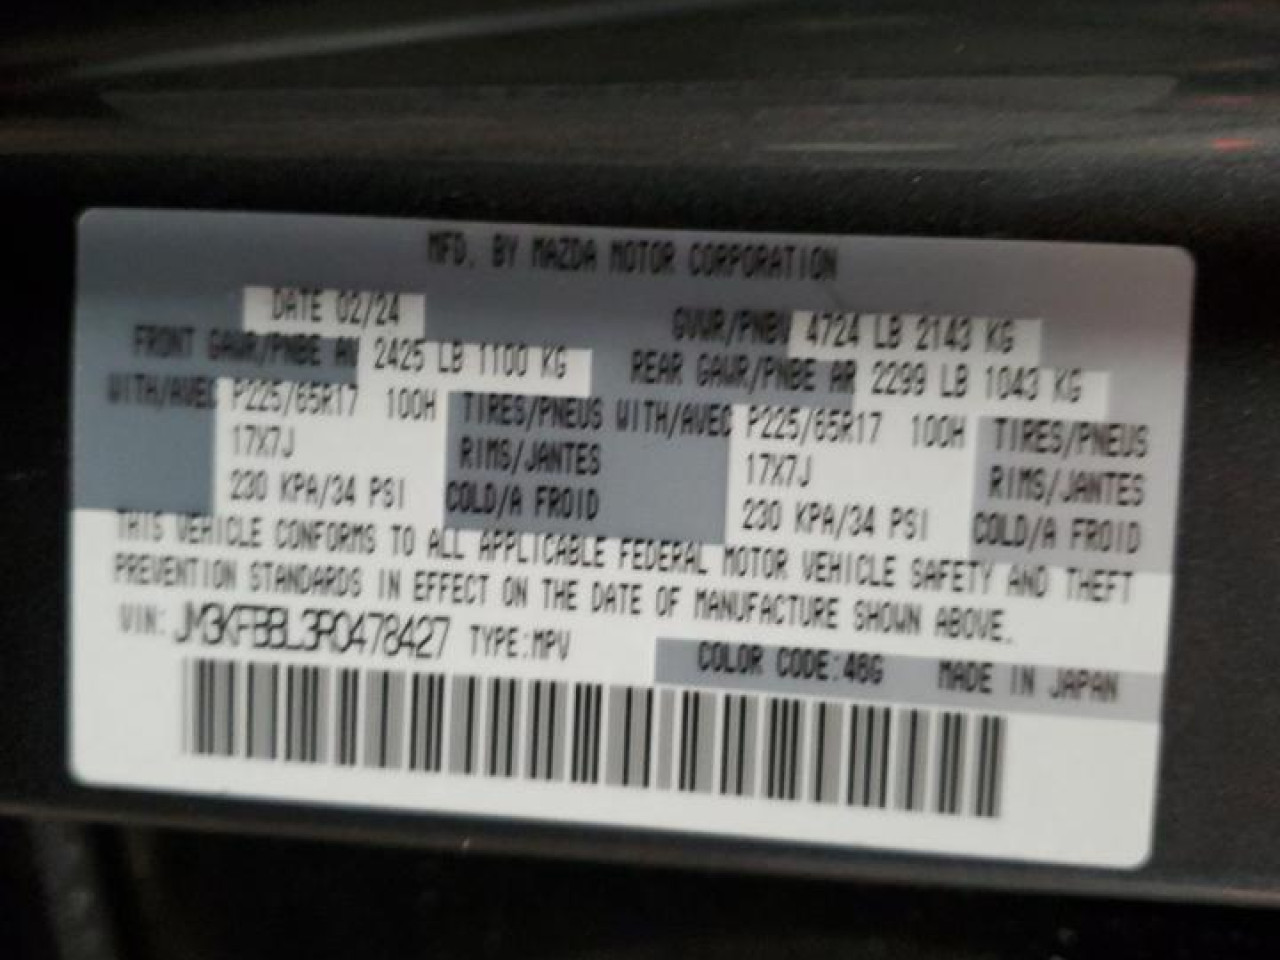 MFD. BY MAZDA MOTOR CORPORATION
DATE 02/24 GVWR/PNBV 4724 LB 2143 KG
FRONT GAWR/PNBE AV 2425 LB 1100 KG REAR GAWR/PNBE AR 2299 LB 1043 KG
WITH/AVEC P225/65R17 100H TIRES/PNEUS WITH/AVEC P225/65R17 100H TIRES/PNEUS
17X7J RIMS/JANTES 17X7J RIMS/JANTES
230 KPA/34 PSI COLD/A FROID 230 KPA/34 PSI COLD/A FROID
THIS VEHICLE CONFORMS TO ALL APPLICABLE FEDERAL MOTOR VEHICLE SAFETY AND THEFT
PREVENTION STANDARDS IN EFFECT ON THE DATE OF MANUFACTURE SHOWN ABOVE.
VIN: JM3KFBBL3R0478427 TYPE:MPV
COLOR CODE:46G MADE IN JAPAN